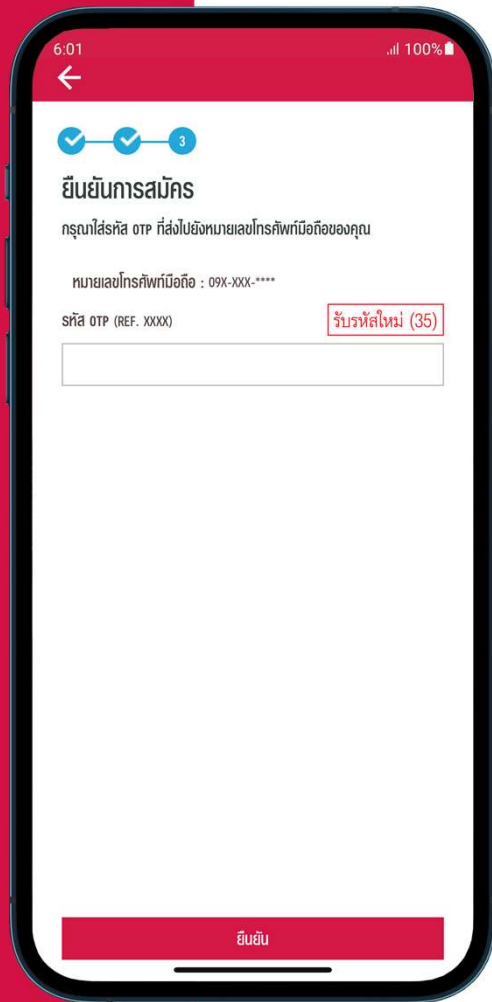 6:01 100%
3
ยืนยันการสมัคร
กรุณาใส่รหัส OTP ที่ส่งไปยังหมายเลขโทรศัพท์มือถือของคุณ
หมายเลขโทรศัพท์มือถือ : 09X-XXX-****
รหัส OTP (REF. XXXX) รับรหัสใหม่ (35)
ยืนยัน